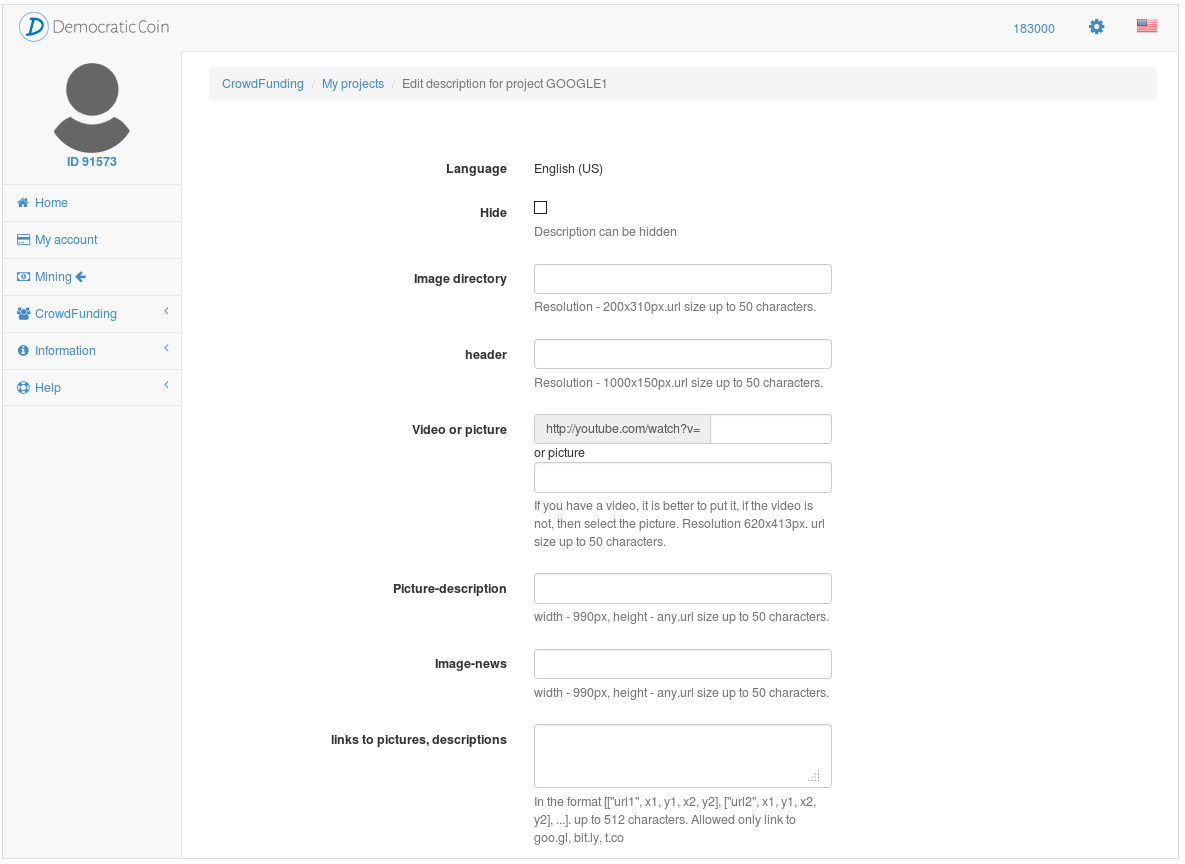 Democratic Coin
183000
ID 91573
Home
My account
Mining
CrowdFunding
Information
Help
CrowdFunding / My projects / Edit description for project GOOGLE1
Language English (US)
Hide
Description can be hidden
Image directory
Resolution - 200x310px.url size up to 50 characters.
header
Resolution - 1000x150px.url size up to 50 characters.
Video or picture http://youtube.com/watch?v=
or picture
If you have a video, it is better to put it, if the video is
not, then select the picture. Resolution 620x413px. url
size up to 50 characters.
Picture-description
width - 990px, height - any.url size up to 50 characters.
Image-news
width - 990px, height - any.url size up to 50 characters.
links to pictures, descriptions
In the format [["url1", x1, y1, x2, y2], ["url2", x1, y1, x2,
y2], ...]. up to 512 characters. Allowed only link to
goo.gl, bit.ly, t.co